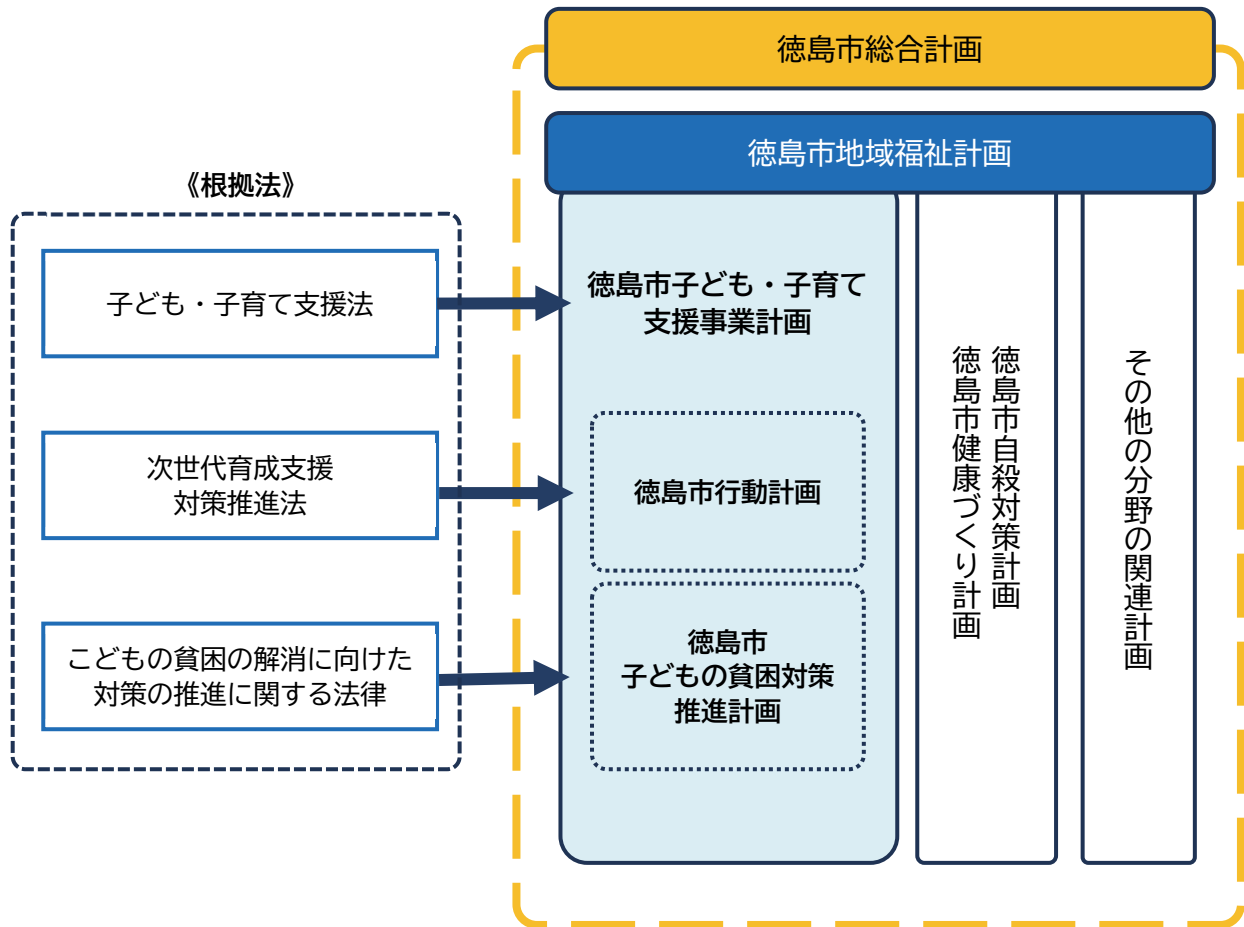 徳島市総合計画
徳島市地域福祉計画
《根拠法》
子ども・子育て支援法
次世代育成支援
対策推進法
こどもの貧困の解消に向けた
対策の推進に関する法律
徳島市子ども・子育て
支援事業計画
徳島市行動計画
徳島市
子どもの貧困対策
推進計画
徳島市自殺対策計画
徳島市健康づくり計画
その他の分野の関連計画